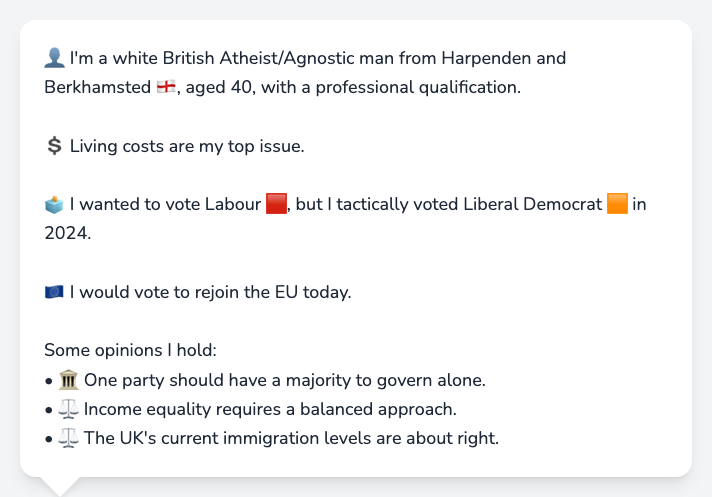 👤 I'm a white British Atheist/Agnostic man from Harpenden and
Berkhamsted 🏴󠁧󠁢󠁥󠁮󠁧󠁿, aged 40, with a professional qualification.
💲 Living costs are my top issue.
🗳️ I wanted to vote Labour 🟥, but I tactically voted Liberal Democrat 🟧 in
2024.
🇪🇺 I would vote to rejoin the EU today.
Some opinions I hold:
• 🏛️ One party should have a majority to govern alone.
• ⚖️ Income equality requires a balanced approach.
• ⚖️ The UK's current immigration levels are about right.